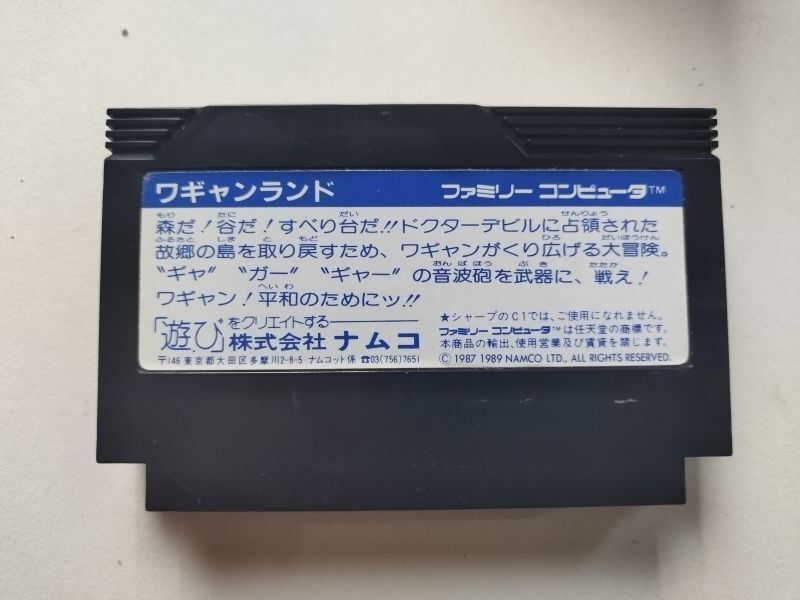 ワギャンランド ファミリー コンピュータ™
森だ!谷だ!すべり台だ!!ドクターデビルに占領された
故郷の島を取り戻すため、ワギャンがくり広げる大冒険。
〝ギャ〟〝ガー〟〝ギャー〟の音波砲を武器に、戦え!
ワギャン!平和のためにッ!!
「遊び」をクリエイトする
株式会社 ナムコ
〒146 東京都大田区多摩川2-8-5 ナムコット係 ☎03(756)7651
★シャープのC1では、ご使用になれません。
ファミリー コンピュータ™は任天堂の商標です。
本商品の輸出、使用営業及び賃貸を禁じます。
Ⓒ 1987 1989 NAMCO LTD., ALL RIGHTS RESERVED.